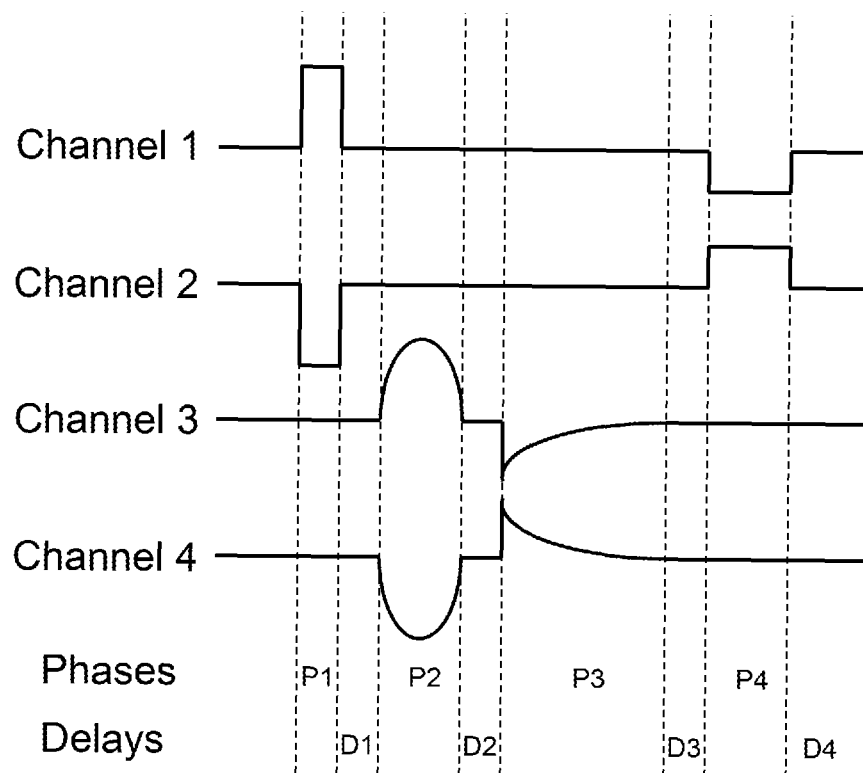 Channel 1
Channel 2
Channel 3
Channel 4
Phases P1 P2 P3 P4
Delays D1 D2 D3 D4